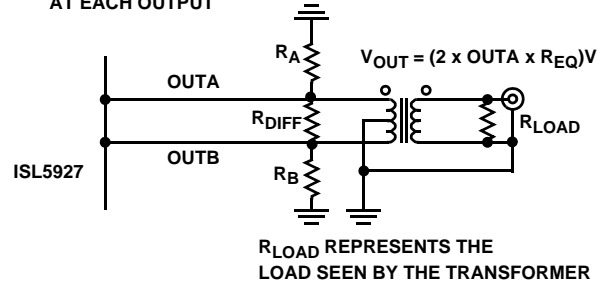 AT EACH OUTPUT
RA
VOUT = (2 x OUTA x REQ)V
OUTA
RDIFF
RLOAD
OUTB
ISL5927
RB
RLOAD REPRESENTS THE
LOAD SEEN BY THE TRANSFORMER